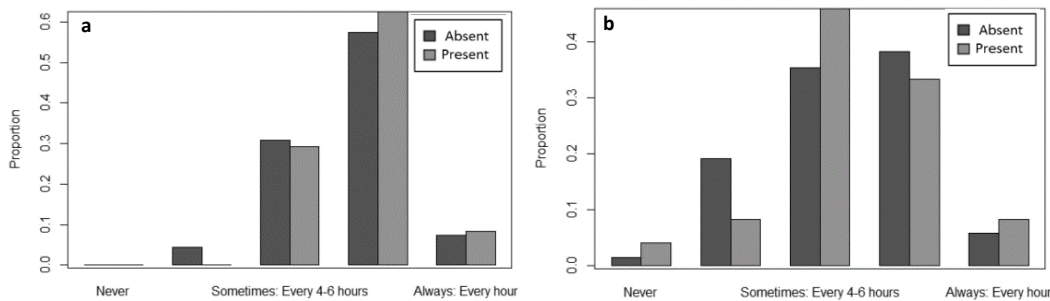 a
Absent
Present
Proportion
0.0
0.1
0.2
0.3
0.4
0.5
0.6
Never
Sometimes: Every 4-6 hours
Always: Every hour
b
Absent
Present
Proportion
0.0
0.1
0.2
0.3
0.4
Never
Sometimes: Every 4-6 hours
Always: Every hour